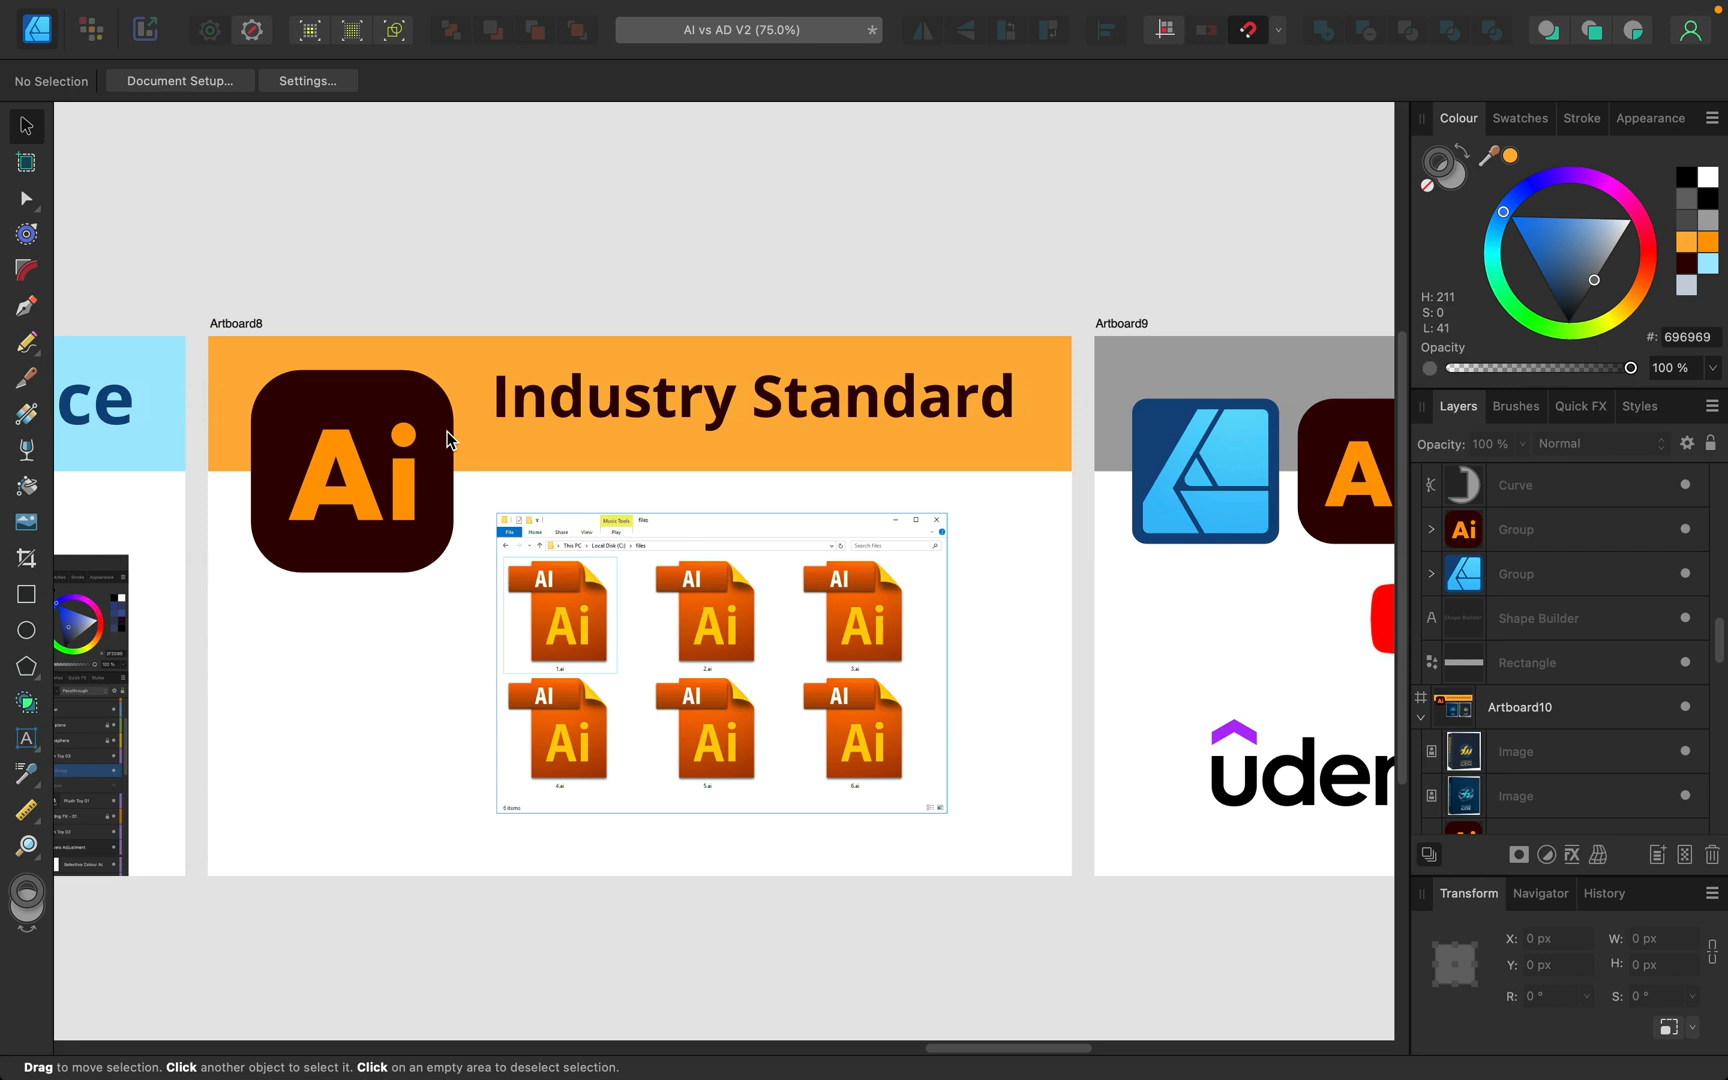 AI vs AD V2 (75.0%)
*
No Selection
Document Setup...
Settings...
Colour
Swatches
Stroke
Appearance
H: 211
S: 0
L: 41
#: 696969
Opacity
100 %
Layers
Brushes
Quick FX
Styles
Opacity: 100 %
Normal
Curve
Group
Group
Shape Builder
Rectangle
Artboard10
Image
Image
Transform
Navigator
History
X: 0 px
W: 0 px
Y: 0 px
H: 0 px
R: 0 °
S: 0 °
ce
Artboard8
Ai
Industry Standard
Music Tools
files
File
Home
Share
View
Play
This PC
Local Disk (C:)
files
Search files
AI
Ai
1.ai
AI
Ai
2.ai
AI
Ai
3.ai
AI
Ai
4.ai
AI
Ai
5.ai
AI
Ai
6.ai
6 items
Artboard9
A
uder
Drag to move selection. Click another object to select it. Click on an empty area to deselect selection.